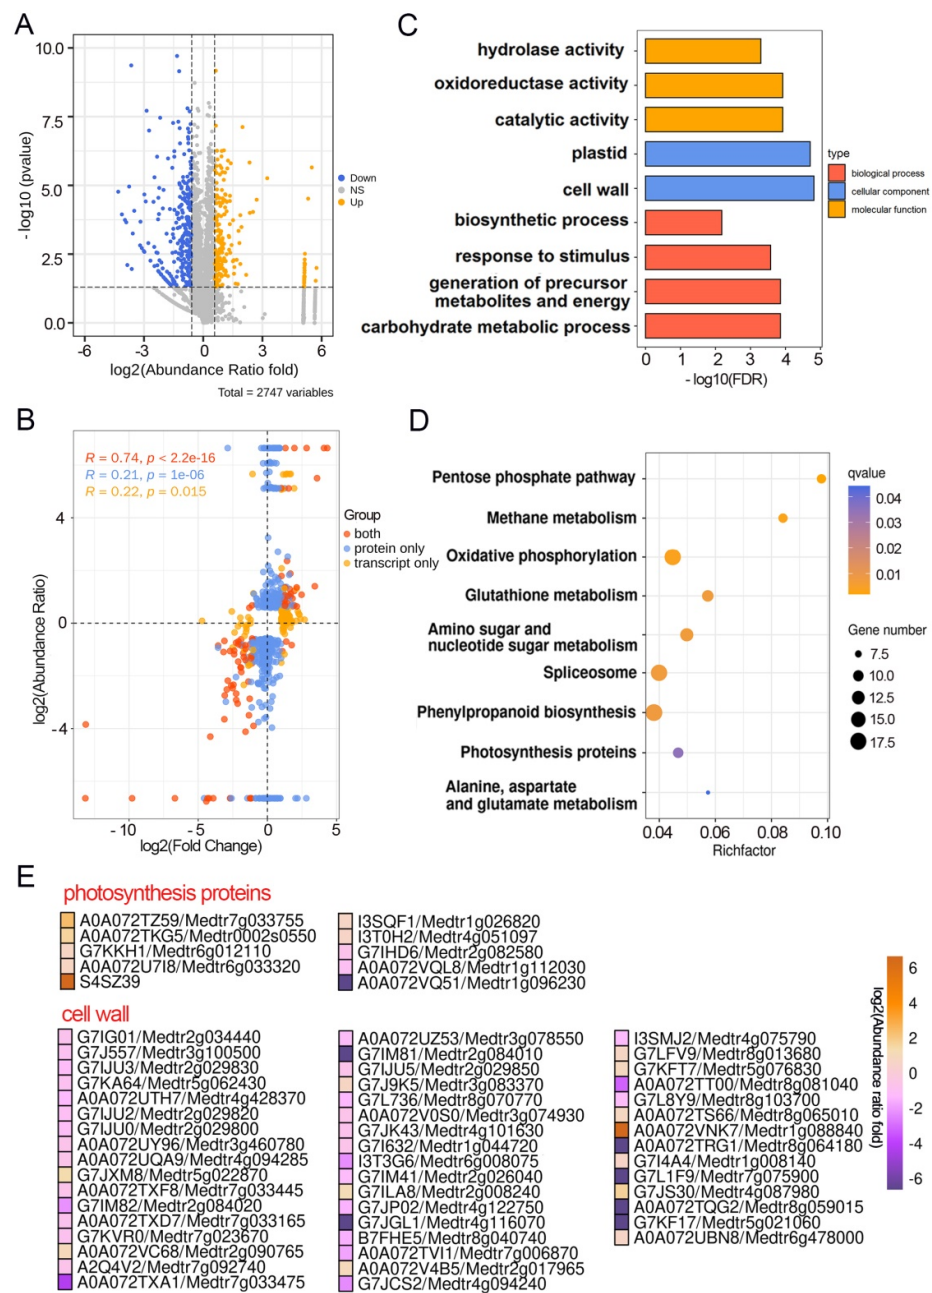 A
10.0
7.5
5.0
2.5
0.0
- log10 (pvalue)
-6
-3
0
3
6
log2(Abundance Ratio fold)
Total = 2747 variables
Down
NS
Up
C
hydrolase activity
oxidoreductase activity
catalytic activity
plastid
cell wall
biosynthetic process
response to stimulus
generation of precursor
metabolites and energy
carbohydrate metabolic process
0
1
2
3
4
5
- log10(FDR)
type
biological process
cellular component
molecular function
B
R = 0.74, p < 2.2e-16
R = 0.21, p = 1e-06
R = 0.22, p = 0.015
4
0
-4
log2(Abundance Ratio)
-10
-5
0
5
log2(Fold Change)
Group
both
protein only
transcript only
D
Pentose phosphate pathway
Methane metabolism
Oxidative phosphorylation
Glutathione metabolism
Amino sugar and
nucleotide sugar metabolism
Spliceosome
Phenylpropanoid biosynthesis
Photosynthesis proteins
Alanine, aspartate
and glutamate metabolism
0.04
0.06
0.08
0.10
Richfactor
qvalue
0.04
0.03
0.02
0.01
Gene number
7.5
10.0
12.5
15.0
17.5
E
photosynthesis proteins
A0A072TZ59/Medtr7g033755
A0A072TKG5/Medtr0002s0550
G7KKH1/Medtr6g012110
A0A072U7I8/Medtr6g033320
S4SZ39
I3SQF1/Medtr1g026820
I3T0H2/Medtr4g051097
G7IHD6/Medtr2g082580
A0A072VQL8/Medtr1g112030
A0A072VQ51/Medtr1g096230
cell wall
G7IG01/Medtr2g034440
G7J557/Medtr3g100500
G7IJU3/Medtr2g029830
G7KA64/Medtr5g062430
A0A072UTH7/Medtr4g428370
G7IJU2/Medtr2g029820
G7IJU0/Medtr2g029800
A0A072UY96/Medtr3g460780
A0A072UQA9/Medtr4g094285
G7JXM8/Medtr5g022870
A0A072TXF8/Medtr7g033445
G7IM82/Medtr2g084020
A0A072TXD7/Medtr7g033165
G7KVR0/Medtr7g023670
A0A072VC68/Medtr2g090765
A2Q4V2/Medtr7g092740
A0A072TXA1/Medtr7g033475
A0A072UZ53/Medtr3g078550
G7IM81/Medtr2g084010
G7IJU5/Medtr2g029850
G7J9K5/Medtr3g083370
G7L736/Medtr8g070770
A0A072V0S0/Medtr3g074930
G7JK43/Medtr4g101630
G7I632/Medtr1g044720
I3T3G6/Medtr6g008075
G7IM41/Medtr2g026040
G7ILA8/Medtr2g008240
G7JP02/Medtr4g122750
G7JGL1/Medtr4g116070
B7FHE5/Medtr8g040740
A0A072TVI1/Medtr7g006870
A0A072V4B5/Medtr2g017965
G7JCS2/Medtr4g094240
I3SMJ2/Medtr4g075790
G7LFV9/Medtr8g013680
G7KFT7/Medtr5g076830
A0A072TT00/Medtr8g081040
G7L8Y9/Medtr8g103700
A0A072TS66/Medtr8g065010
A0A072VNK7/Medtr1g088840
A0A072TRG1/Medtr8g064180
G7I4A4/Medtr1g008140
G7L1F9/Medtr7g075900
G7JS30/Medtr4g087980
A0A072TQG2/Medtr8g059015
G7KF17/Medtr5g021060
A0A072UBN8/Medtr6g478000
6
4
2
0
-2
-4
-6
log2(Abundance ratio fold)